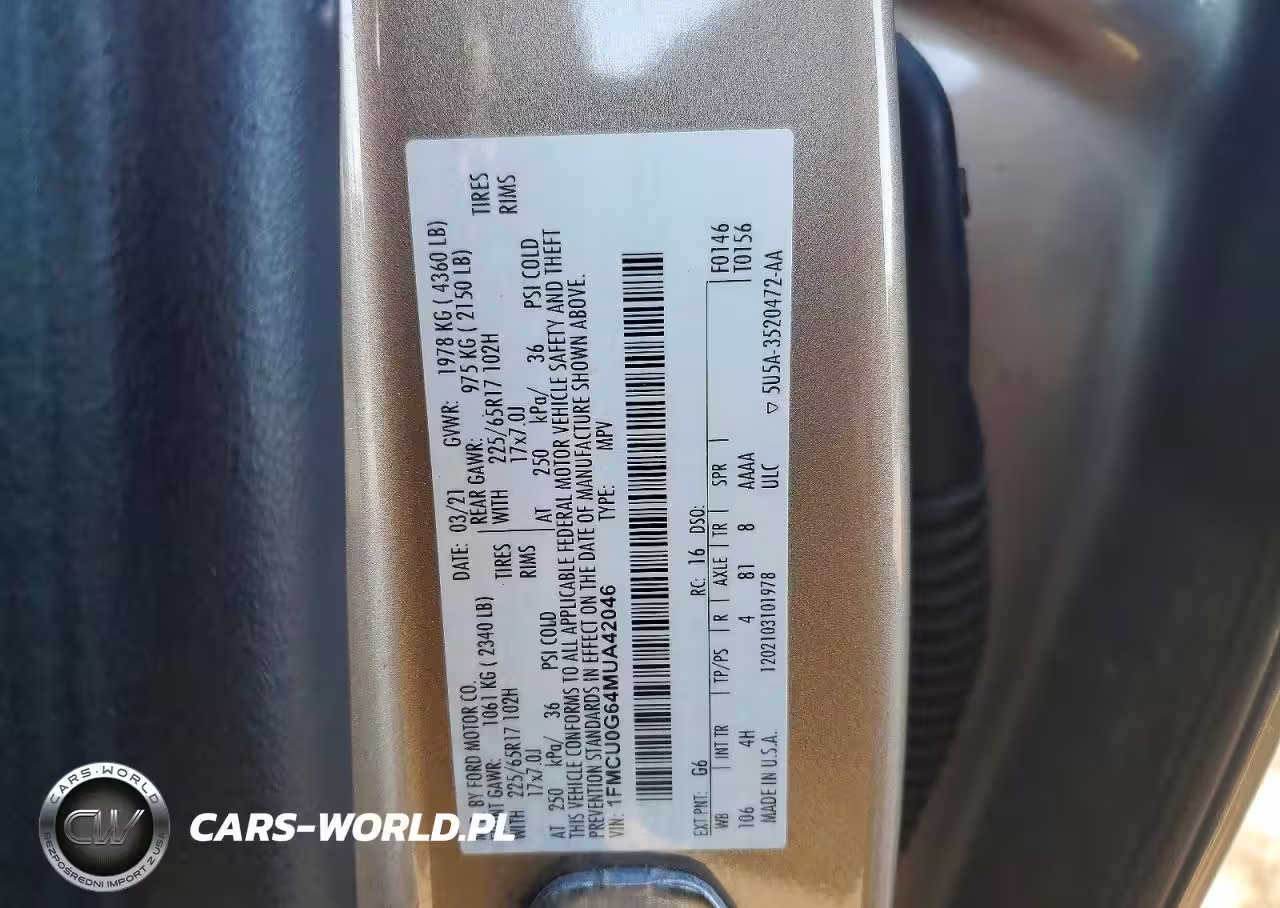 BY FORD MOTOR CO. DATE: 03/21 GVWR: 1978 KG ( 4360 LB)
GAWR: 1061 KG ( 2340 LB) REAR GAWR: 975 KG ( 2150 LB)
WITH 225/65R17 102H TIRES WITH 225/65R17 102H TIRES
17x7.0J RIMS 17x7.0J RIMS
AT 250 kPa/ 36 PSI COLD AT 250 kPa/ 36 PSI COLD
THIS VEHICLE CONFORMS TO ALL APPLICABLE FEDERAL MOTOR VEHICLE SAFETY AND THEFT
PREVENTION STANDARDS IN EFFECT ON THE DATE OF MANUFACTURE SHOWN ABOVE.
VIN: 1FMCU0G64MUA42046 TYPE: MPV
EXT PNT: G6 RC: 16 DSO: F0146
WB INT TR TP/PS R AXLE TR SPR T0156
106 4H 4 81 8 AAAA
MADE IN U.S.A. 1202103101978 ULC ▽ 5U5A-3520472-AA
CARS-WORLD
CW
BEZPOŚREDNI IMPORT Z USA
CARS-WORLD.PL